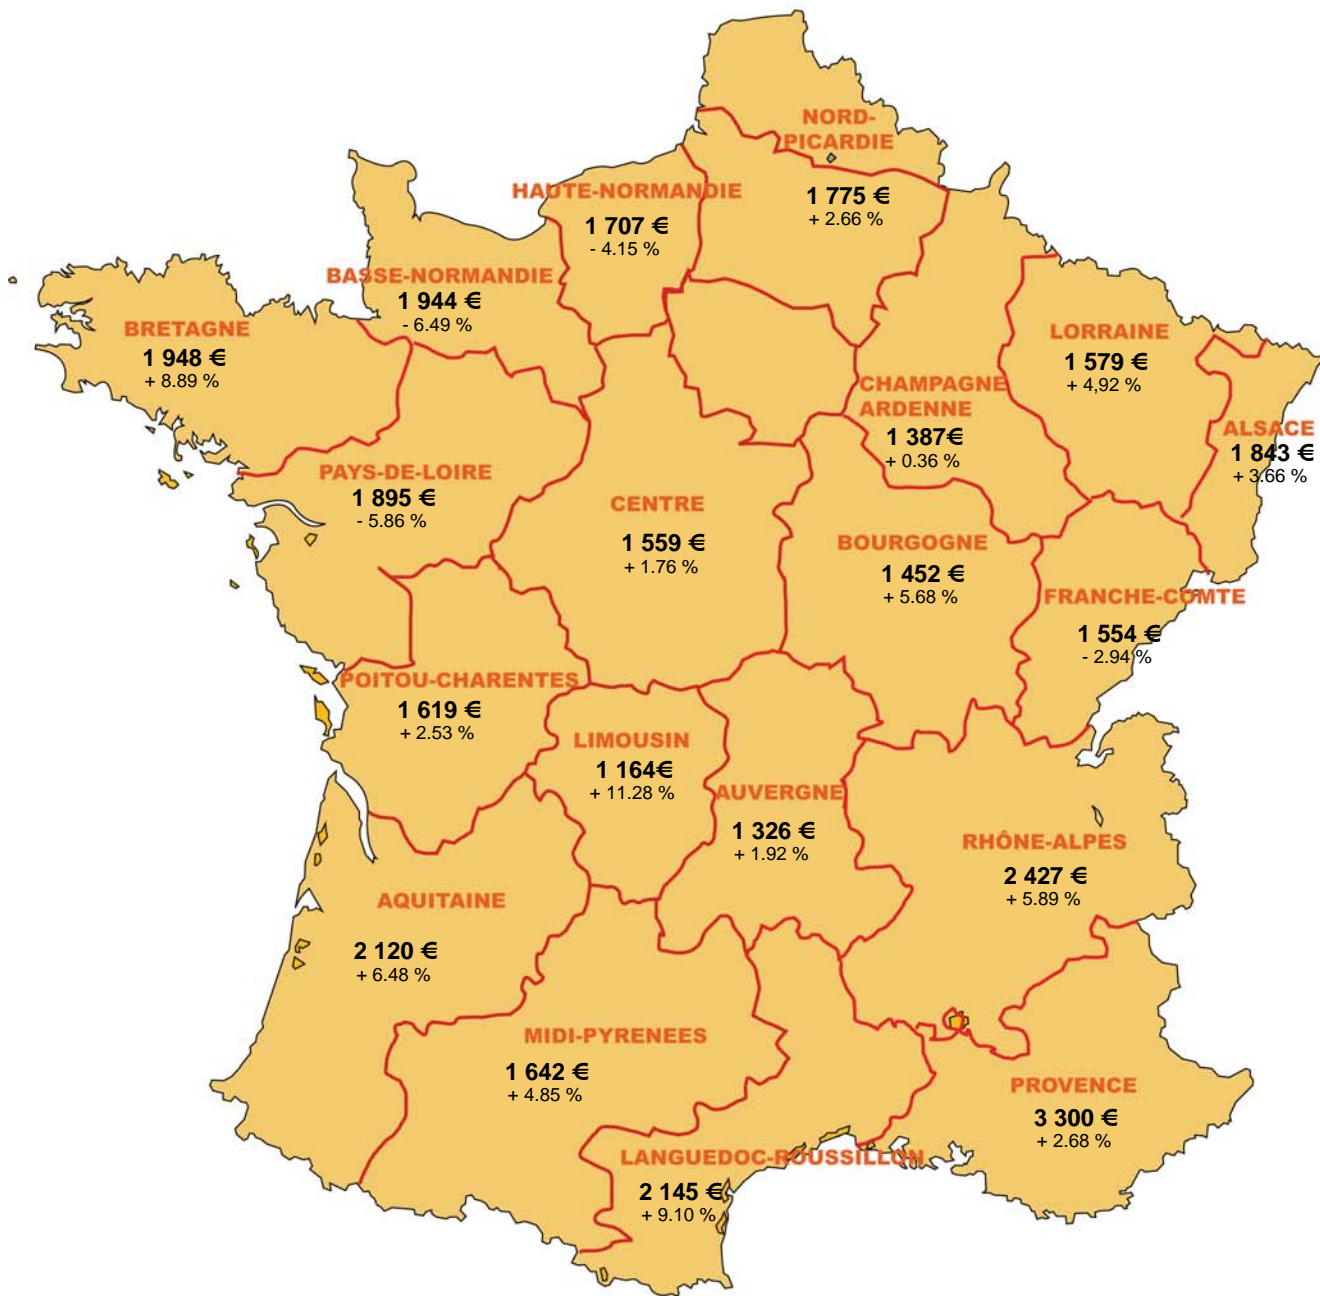 NORD-
PICARDIE
1 775 €
+ 2.66 %
HAUTE-NORMANDIE
1 707 €
- 4.15 %
BASSE-NORMANDIE
1 944 €
- 6.49 %
BRETAGNE
1 948 €
+ 8.89 %
LORRAINE
1 579 €
+ 4,92 %
CHAMPAGNE
ARDENNE
1 387€
+ 0.36 %
ALSACE
1 843 €
+ 3.66 %
PAYS-DE-LOIRE
1 895 €
- 5.86 %
CENTRE
1 559 €
+ 1.76 %
BOURGOGNE
1 452 €
+ 5.68 %
FRANCHE-COMTE
1 554 €
- 2.94 %
POITOU-CHARENTES
1 619 €
+ 2.53 %
LIMOUSIN
1 164€
+ 11.28 %
AUVERGNE
1 326 €
+ 1.92 %
RHÔNE-ALPES
2 427 €
+ 5.89 %
AQUITAINE
2 120 €
+ 6.48 %
MIDI-PYRENEES
1 642 €
+ 4.85 %
PROVENCE
3 300 €
+ 2.68 %
LANGUEDOC-ROUSSILLON
2 145 €
+ 9.10 %